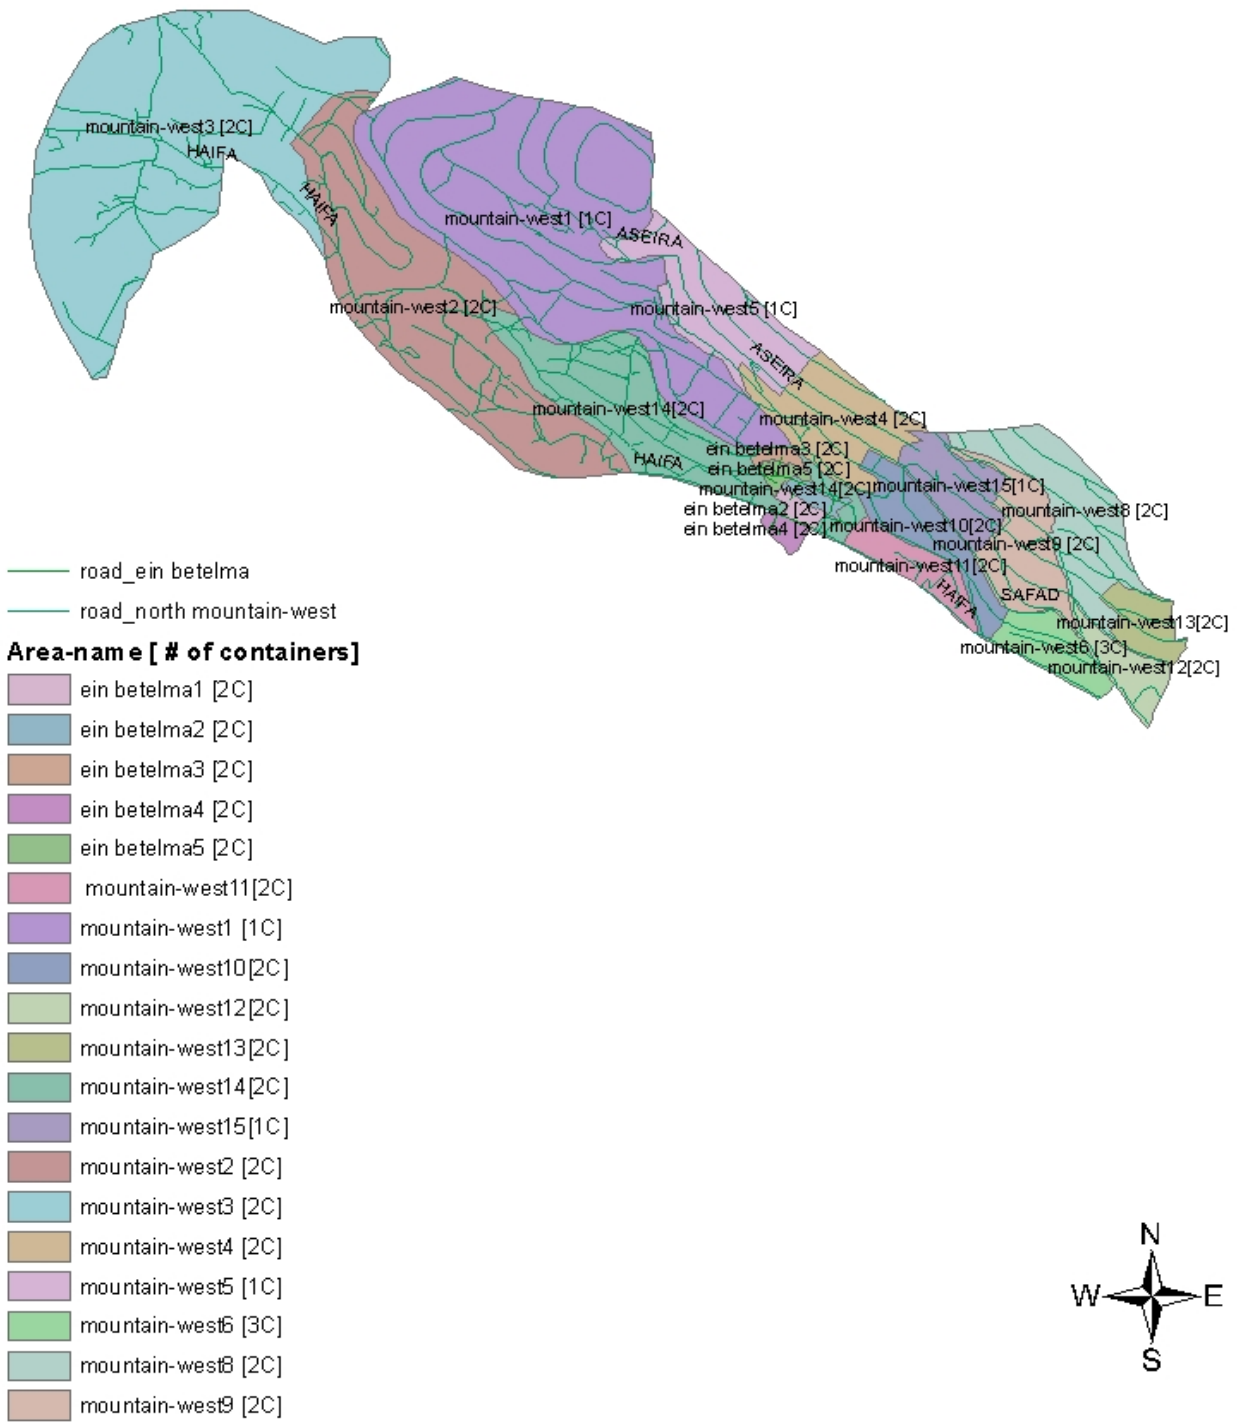 mountain-west3 [2C]
HAIFA
HAIFA
mountain-west1 [1C]
ASEIRA
mountain-west2 [2C]
mountain-west5 [1C]
ASEIRA
mountain-west14[2C]
mountain-west4 [2C]
HAIFA
ein betelma3 [2C]
ein betelma5 [2C]
mountain-west14[2C]
mountain-west15[1C]
ein betelma2 [2C]
mountain-west8 [2C]
ein betelma4 [2C]
mountain-west10[2C]
mountain-west9 [2C]
mountain-west11[2C]
HAIFA
SAFAD
mountain-west13[2C]
mountain-west6 [3C]
mountain-west12[2C]
road_ein betelma
road_north mountain-west
Area-name [ # of containers]
ein betelma1 [2C]
ein betelma2 [2C]
ein betelma3 [2C]
ein betelma4 [2C]
ein betelma5 [2C]
mountain-west11[2C]
mountain-west1 [1C]
mountain-west10[2C]
mountain-west12[2C]
mountain-west13[2C]
mountain-west14[2C]
mountain-west15[1C]
mountain-west2 [2C]
mountain-west3 [2C]
mountain-west4 [2C]
mountain-west5 [1C]
mountain-west6 [3C]
mountain-west8 [2C]
mountain-west9 [2C]
N
W E
S